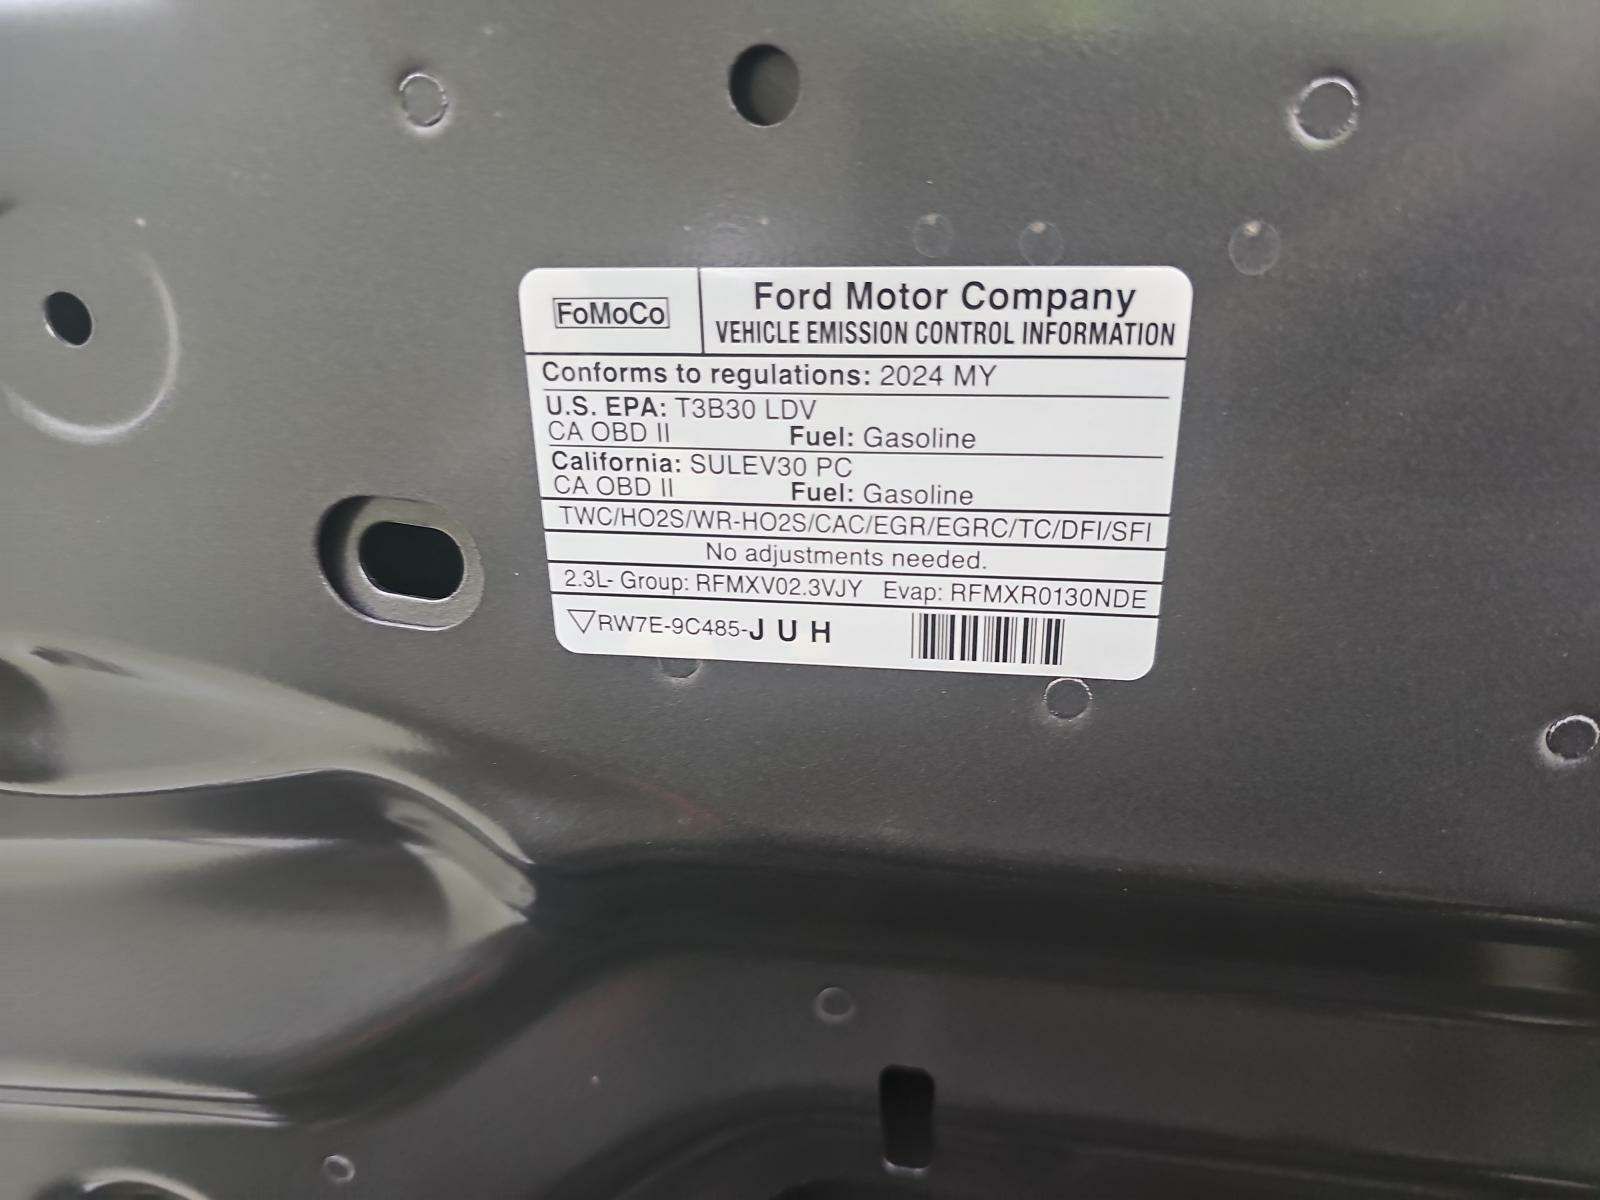 FoMoCo
Ford Motor Company
VEHICLE EMISSION CONTROL INFORMATION
Conforms to regulations: 2024 MY
U.S. EPA: T3B30 LDV
CA OBD II Fuel: Gasoline
California: SULEV30 PC
CA OBD II Fuel: Gasoline
TWC/HO2S/WR-HO2S/CAC/EGR/EGRC/TC/DFI/SFI
No adjustments needed.
2.3L- Group: RFMXV02.3VJY Evap: RFMXR0130NDE
RW7E-9C485-J U H